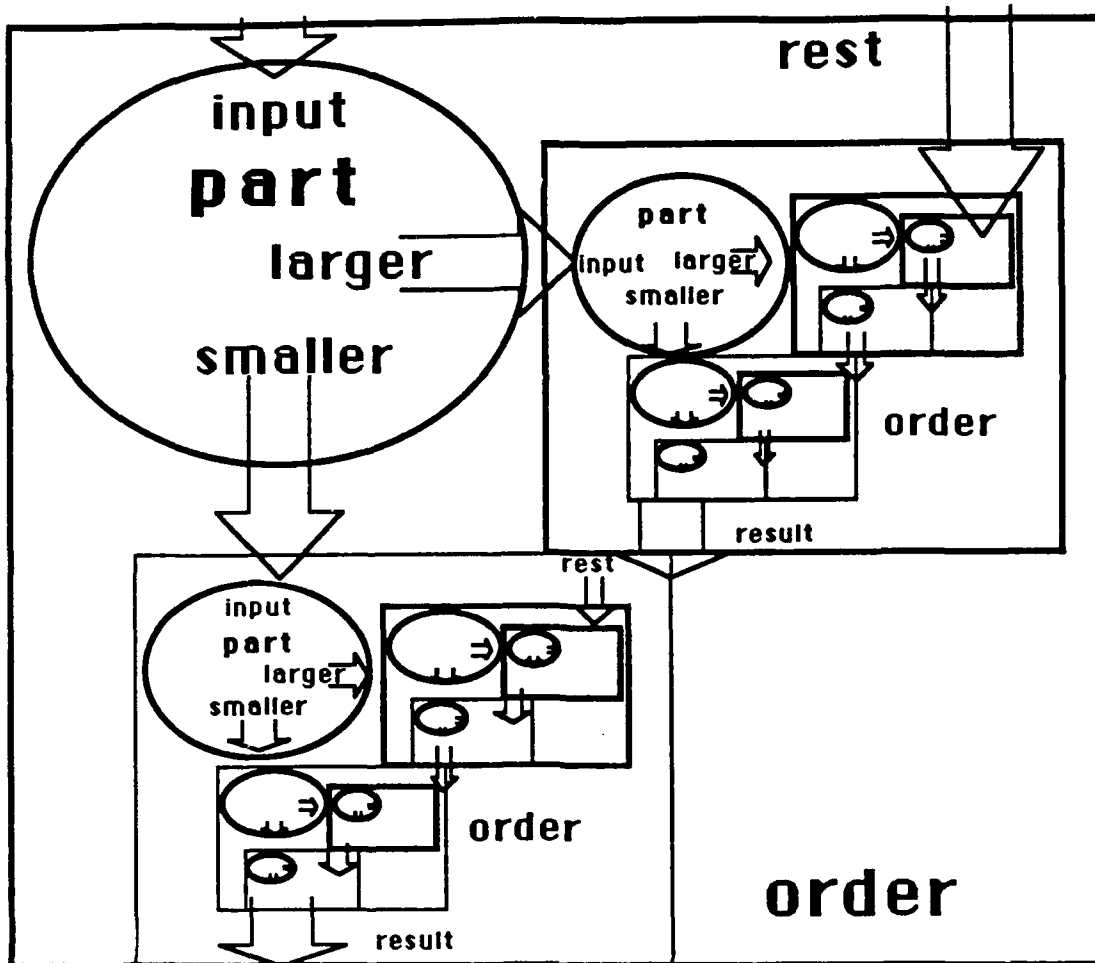 rest
input
part
larger
smaller
part
input larger
smaller
order
result
rest
input
part
larger
smaller
order
order
result